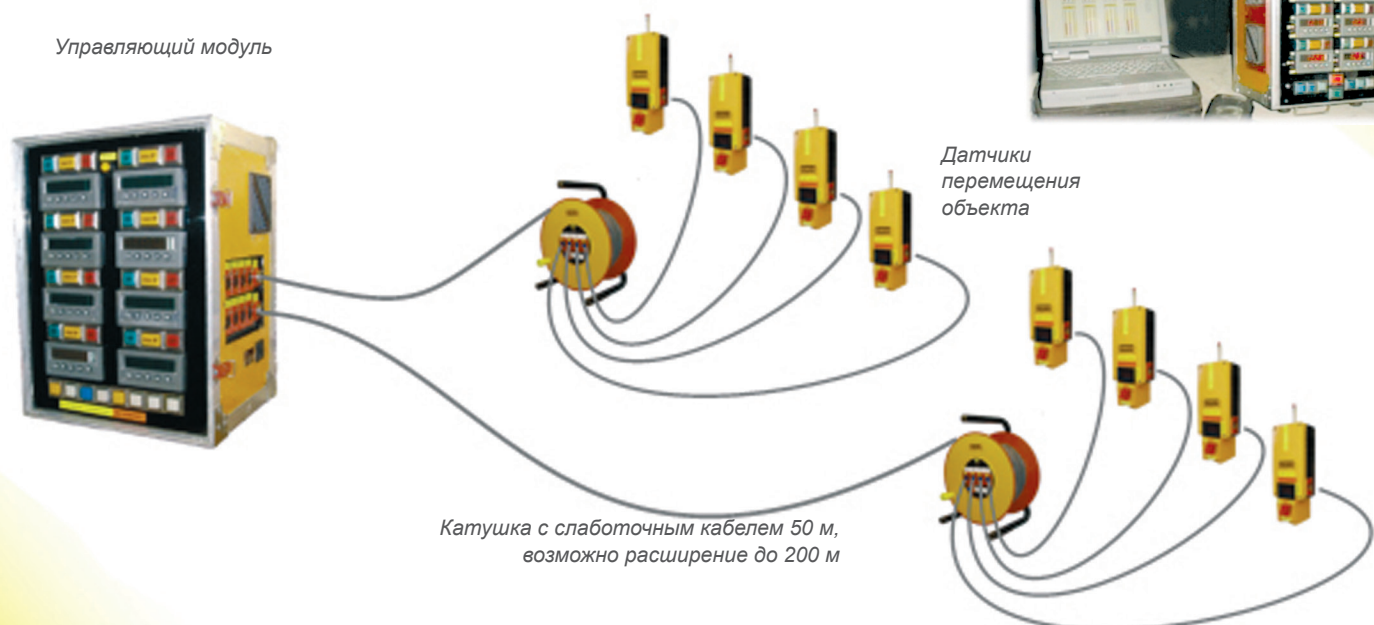 Управляющий модуль
Датчики
перемещения
объекта
Катушка с слаботочным кабелем 50 м,
возможно расширение до 200 м